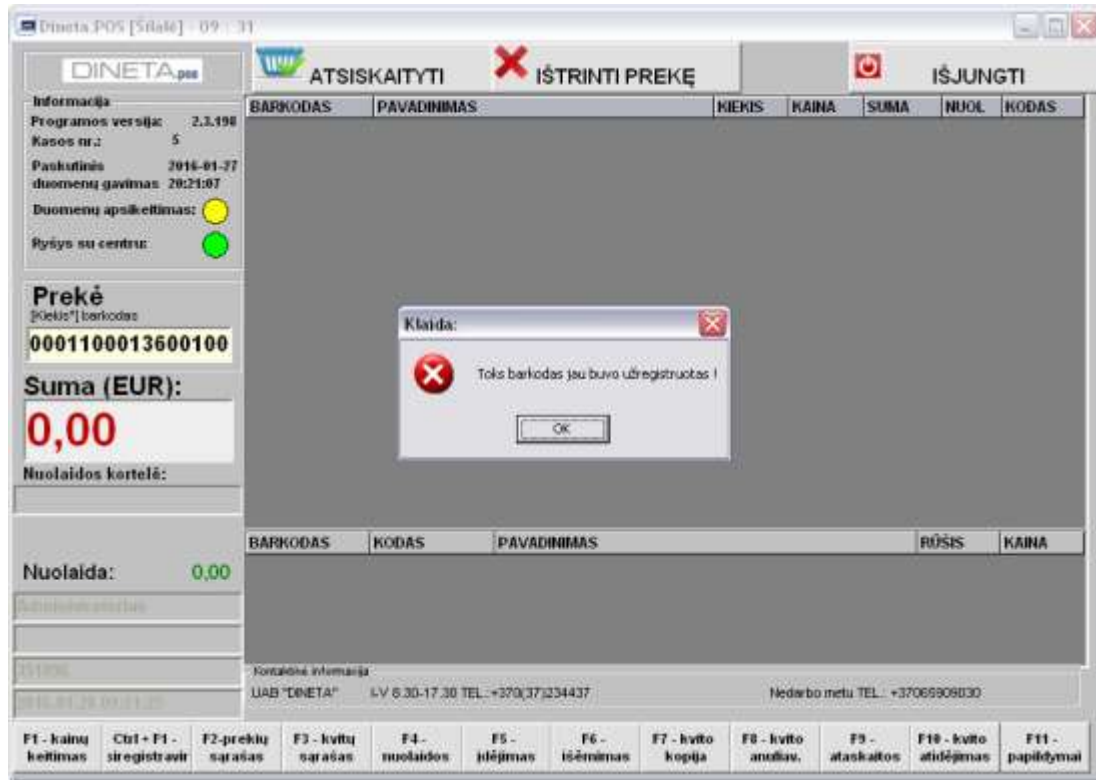 Dineta.POS [Šilalė] - 09 : 31
DINETA.pos
ATSISKAITYTI
IŠTRINTI PREKĘ
IŠJUNGTI
Informacija
Programos versija: 2.3.198
Kasos nr.: 5
Paskutinis 2016-01-27
duomenų gavimas 20:21:07
Duomenų apsikeitimas:
Ryšys su centru:
BARKODAS PAVADINIMAS KIEKIS KAINA SUMA NUOL KODAS
Prekė
[Kiekis*] barkodas
0001100013600100
Suma (EUR):
0,00
Nuolaidos kortelė:
Klaida:
Toks barkodas jau buvo užregistruotas !
OK
BARKODAS KODAS PAVADINIMAS RŪŠIS KAINA
Nuolaida: 0,00
Kontaktinė informacija
UAB "DINETA" I-V 8.30-17.30 TEL.:+370(37)234437 Nedarbo metu TEL.: +37065909030
F1 - kainų keitimas
Ctrl + F1 - siregistravir
F2-prekių sąrašas
F3 - kvitų sąrašas
F4 - nuolaidos
F5 - įdėjimas
F6 - išėmimas
F7 - kvito kopija
F8 - kvito anuliav.
F9 - ataskaitos
F10 - kvito atidėjimas
F11 - papildymai